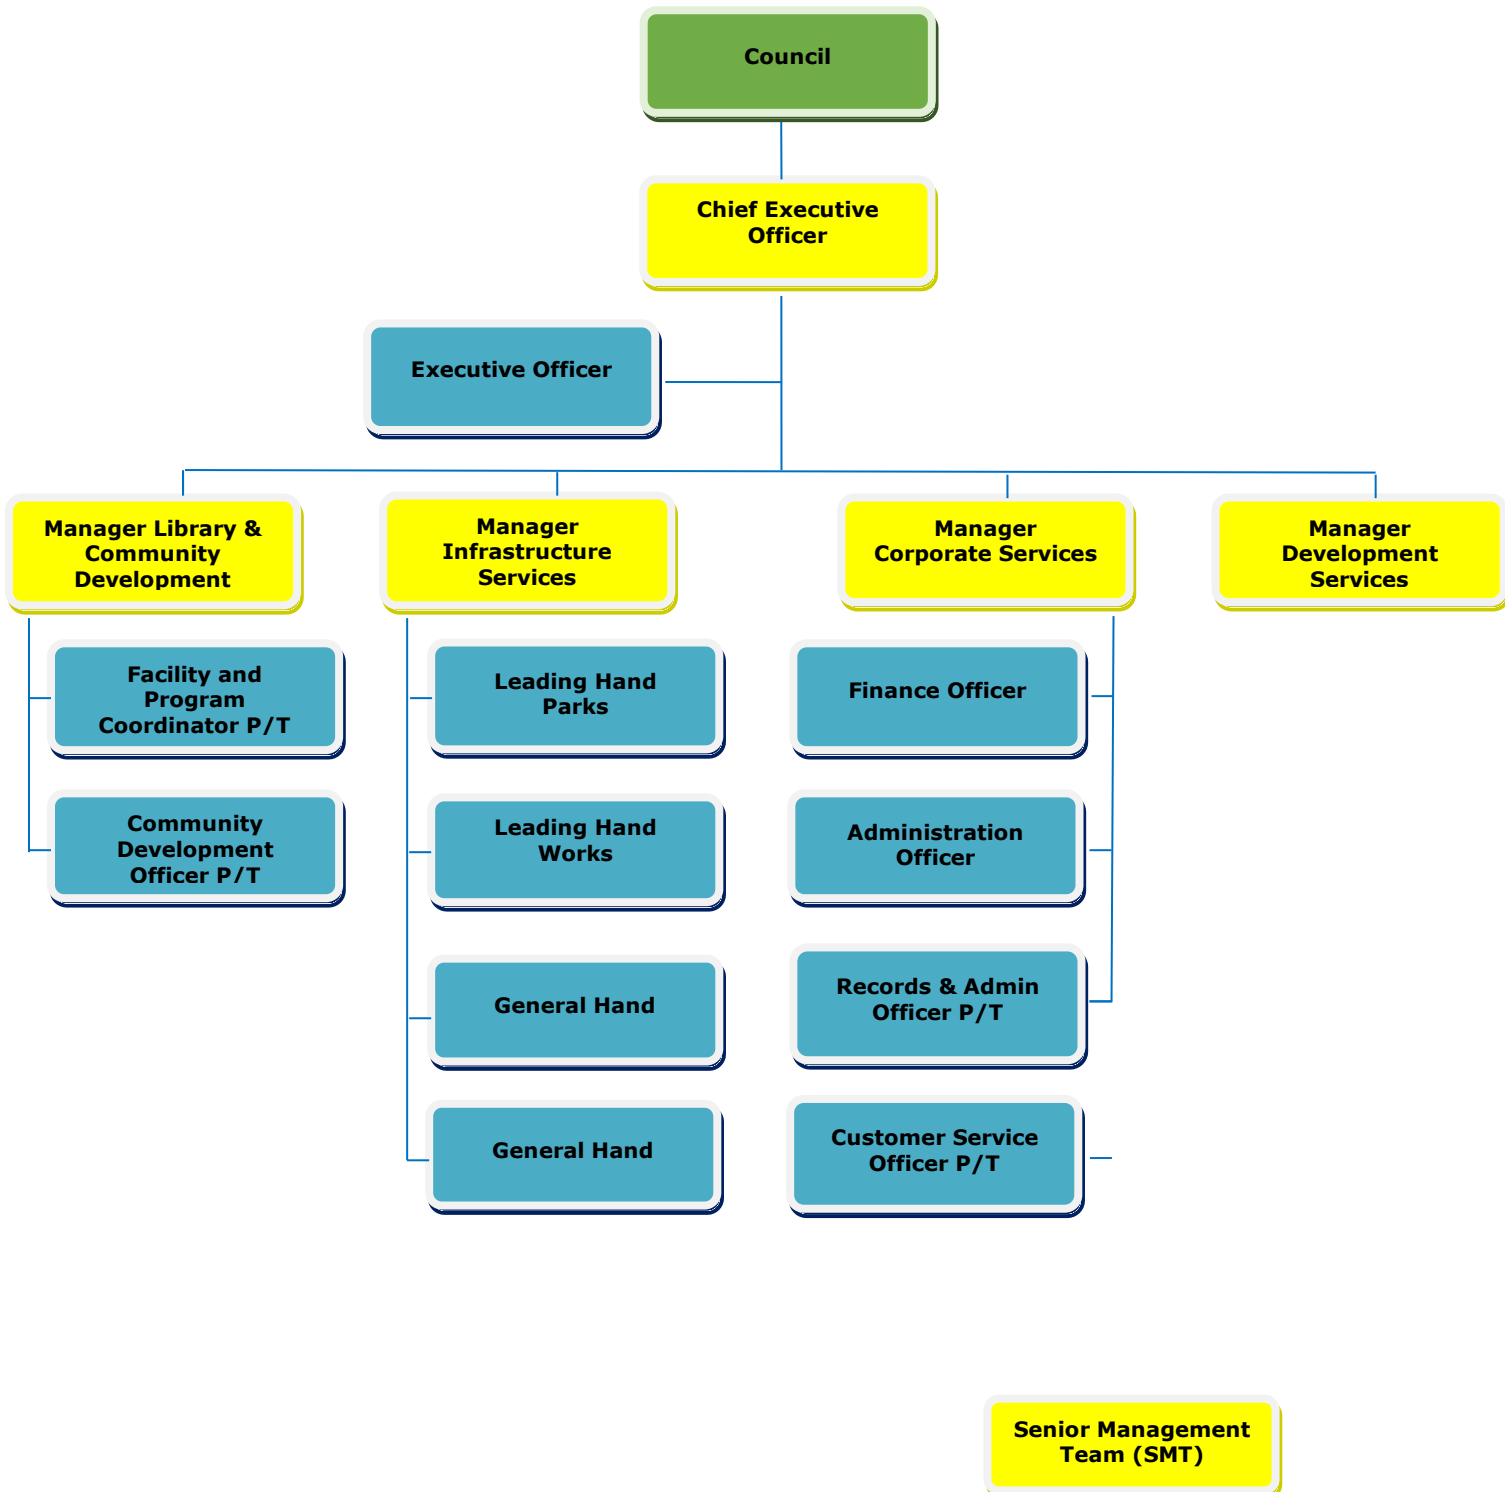 Council
Chief Executive
Officer
Executive Officer
Manager Library &
Community
Development
Manager
Infrastructure
Services
Manager
Corporate Services
Manager
Development
Services
Facility and
Program
Coordinator P/T
Leading Hand
Parks
Finance Officer
Community
Development
Officer P/T
Leading Hand
Works
Administration
Officer
General Hand
Records & Admin
Officer P/T
General Hand
Customer Service
Officer P/T
Senior Management
Team (SMT)